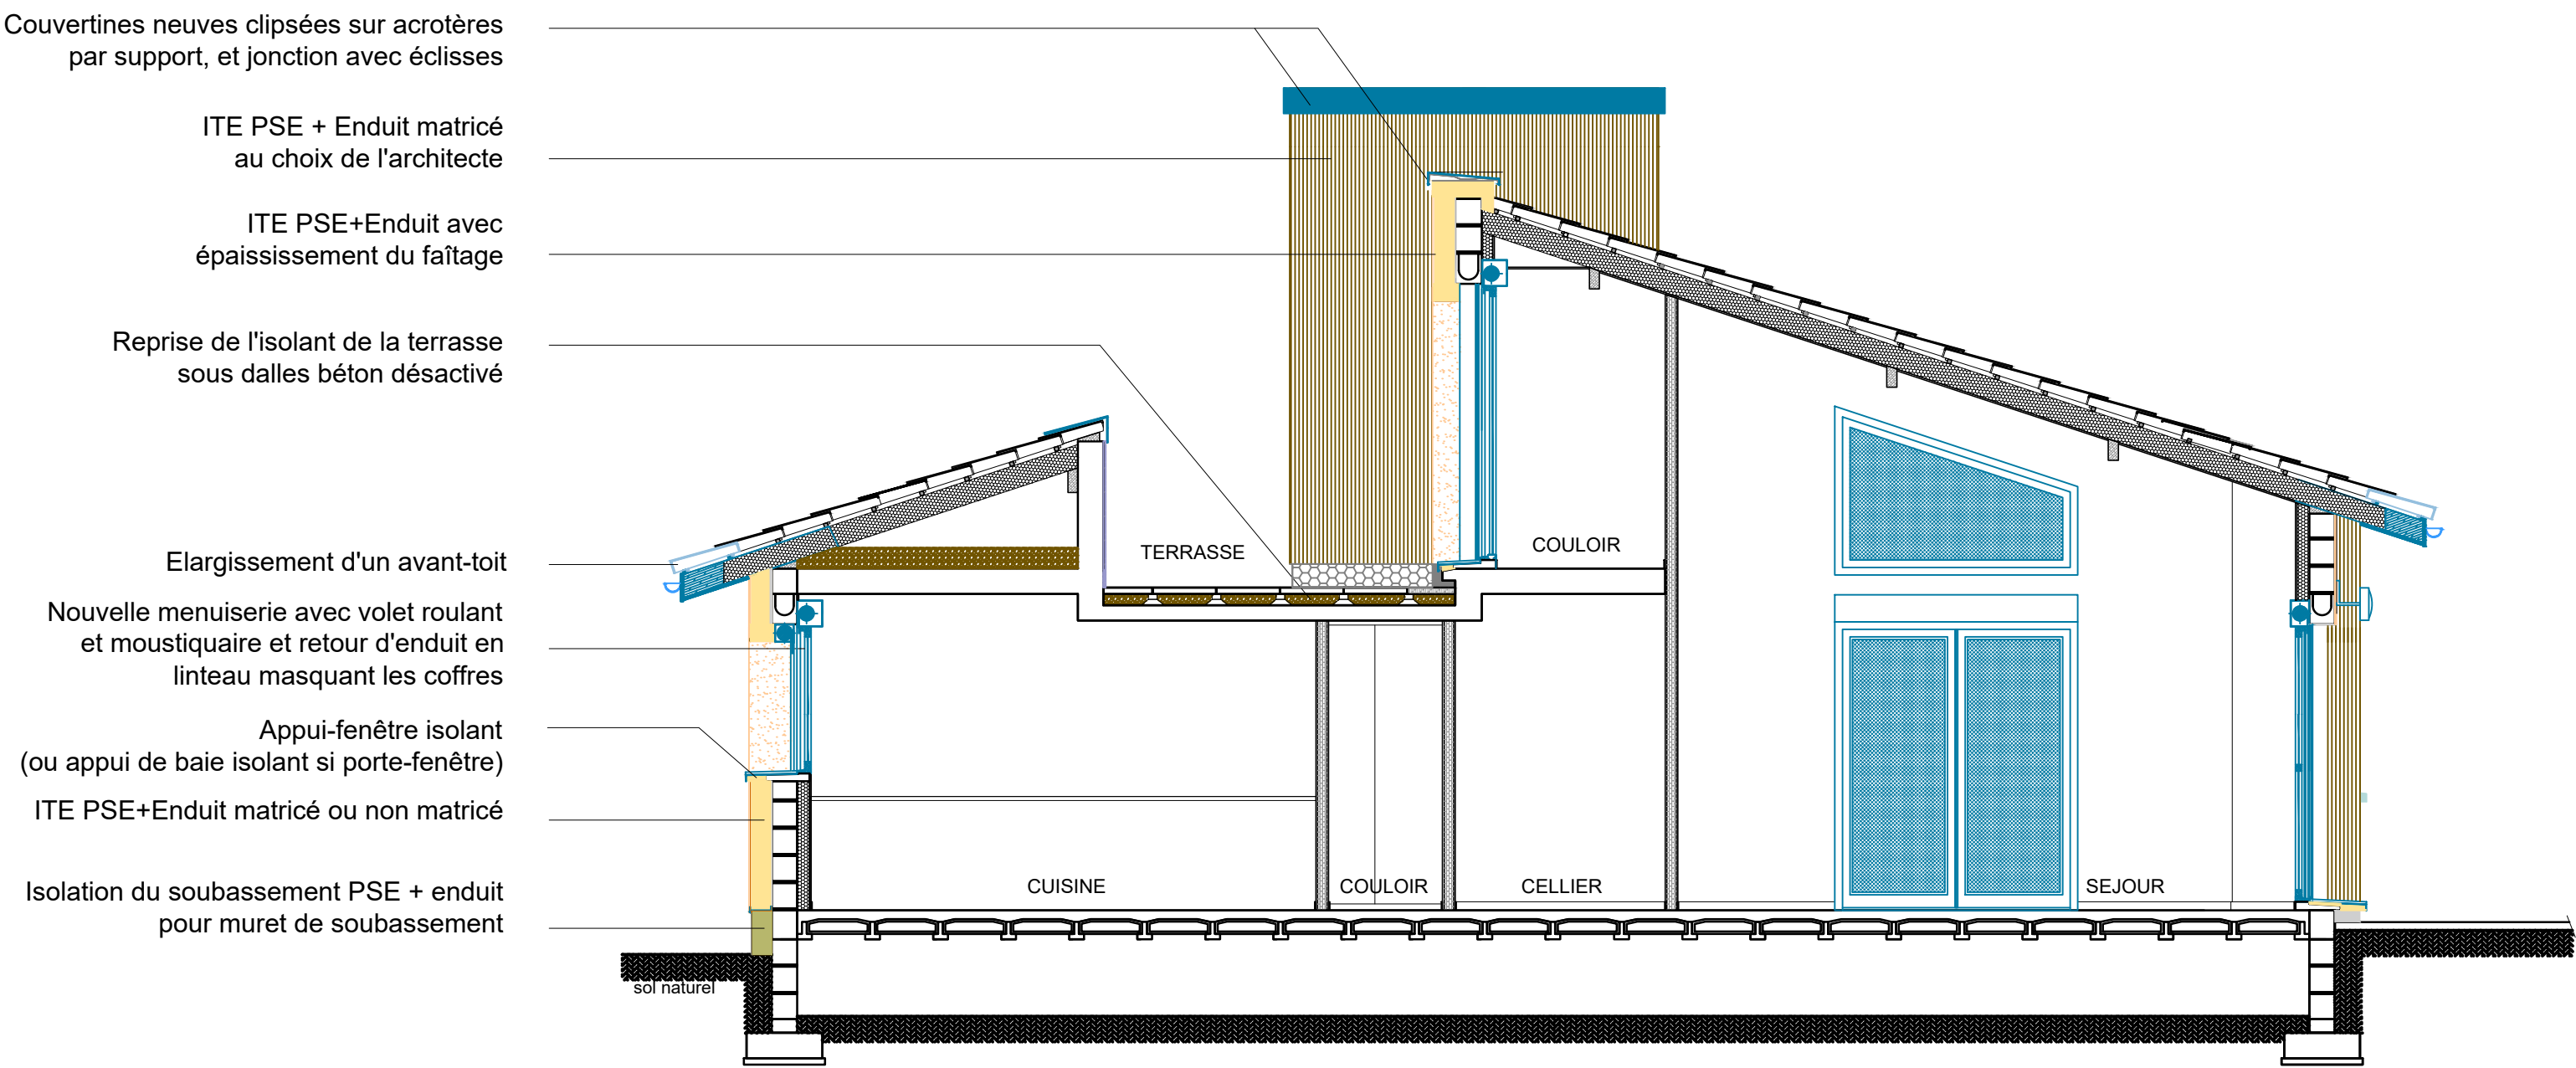 Couvertines neuves clipsées sur acrotères
par support, et jonction avec éclisses
ITE PSE + Enduit matricé
au choix de l'architecte
ITE PSE+Enduit avec
épaississement du faîtage
Reprise de l'isolant de la terrasse
sous dalles béton désactivé
Elargissement d'un avant-toit
Nouvelle menuiserie avec volet roulant
et moustiquaire et retour d'enduit en
linteau masquant les coffres
Appui-fenêtre isolant
(ou appui de baie isolant si porte-fenêtre)
ITE PSE+Enduit matricé ou non matricé
Isolation du soubassement PSE + enduit
pour muret de soubassement
TERRASSE
COULOIR
CUISINE
COULOIR
CELLIER
SEJOUR
sol naturel